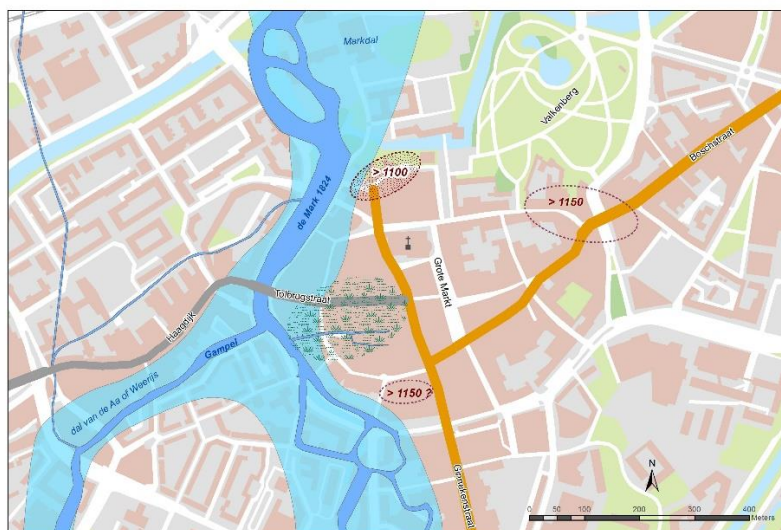 Markdal
Valkenberg
Boschstraat
> 1100
> 1150
de Mark 1824
Grote Markt
Tolbrugstraat
Haagdijk
Gampel
> 1150 ?
dal van de Aa of Weerijs
Ginnekenstraat
N
0 50 100 200 300 400
Meters